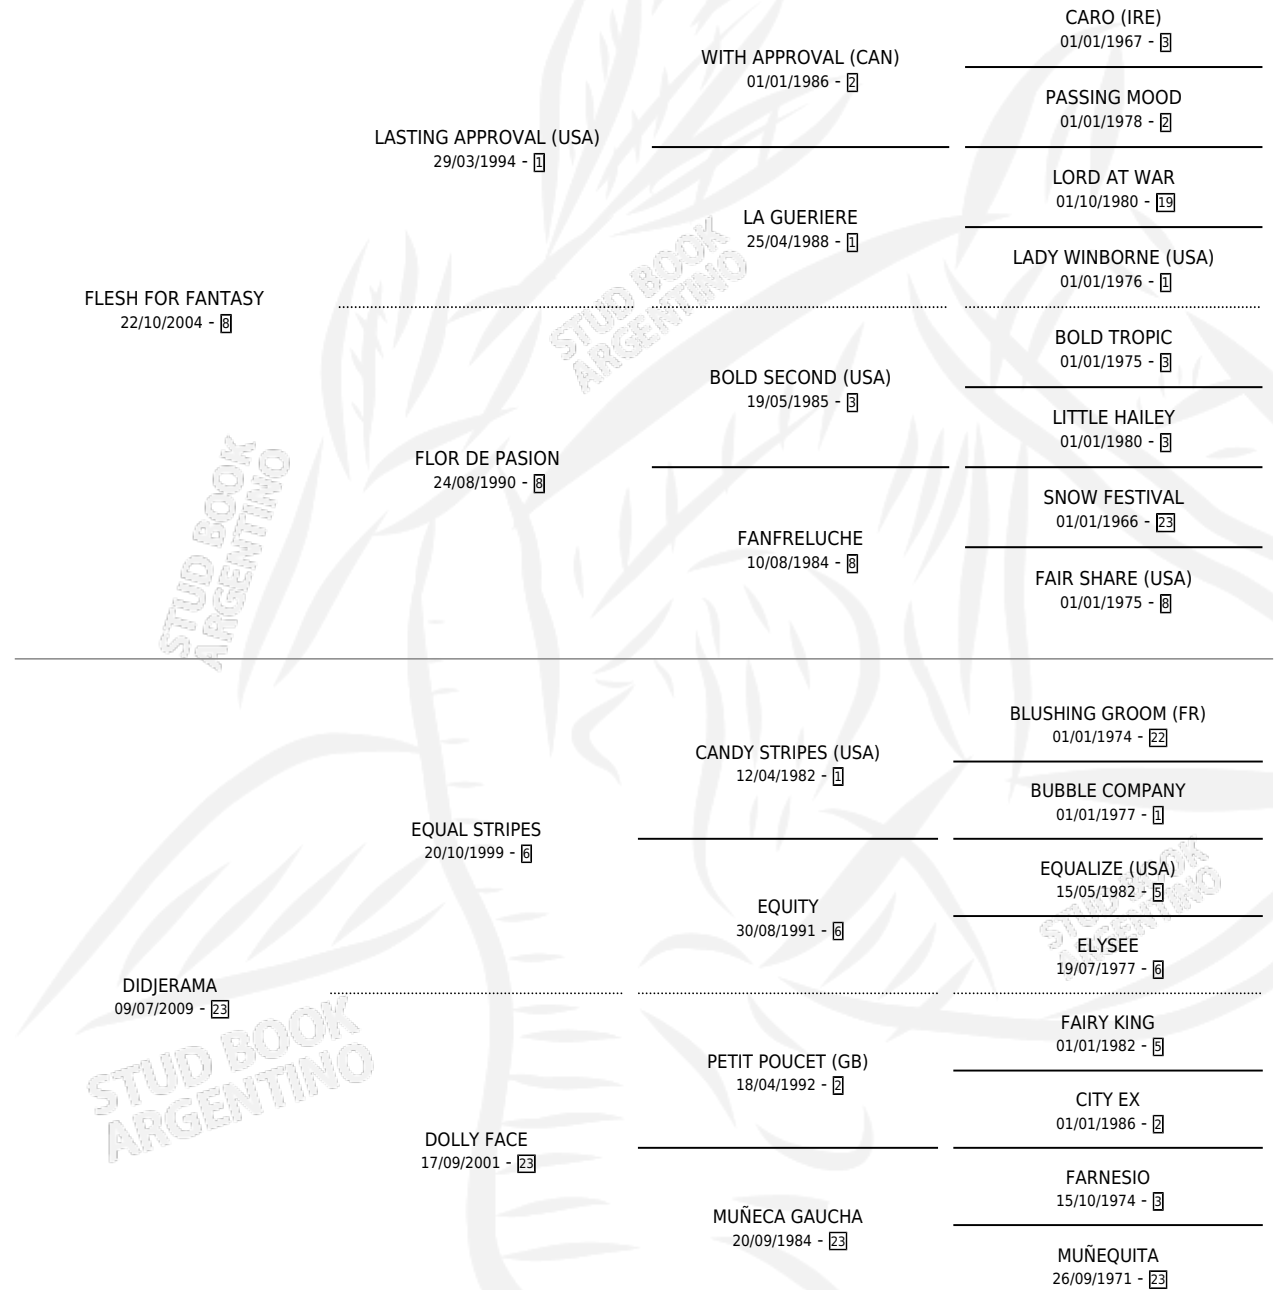 CARO (IRE)
01/01/1967 - 3
WITH APPROVAL (CAN)
01/01/1986 - 2
PASSING MOOD
01/01/1978 - 2
LASTING APPROVAL (USA)
29/03/1994 - 1
LORD AT WAR
01/10/1980 - 19
LA GUERIERE
25/04/1988 - 1
LADY WINBORNE (USA)
01/01/1976 - 1
FLESH FOR FANTASY
22/10/2004 - 8
BOLD TROPIC
01/01/1975 - 3
BOLD SECOND (USA)
19/05/1985 - 3
LITTLE HAILEY
01/01/1980 - 3
FLOR DE PASION
24/08/1990 - 8
SNOW FESTIVAL
01/01/1966 - 23
FANFRELUCHE
10/08/1984 - 8
FAIR SHARE (USA)
01/01/1975 - 8
BLUSHING GROOM (FR)
01/01/1974 - 22
CANDY STRIPES (USA)
12/04/1982 - 1
BUBBLE COMPANY
01/01/1977 - 1
EQUAL STRIPES
20/10/1999 - 6
EQUALIZE (USA)
15/05/1982 - 5
EQUITY
30/08/1991 - 6
ELYSEE
19/07/1977 - 6
DIDJERAMA
09/07/2009 - 23
FAIRY KING
01/01/1982 - 5
PETIT POUCET (GB)
18/04/1992 - 2
CITY EX
01/01/1986 - 2
DOLLY FACE
17/09/2001 - 23
FARNESIO
15/10/1974 - 3
MUÑECA GAUCHA
20/09/1984 - 23
MUÑEQUITA
26/09/1971 - 23
STUD BOOK
ARGENTINO
STUD BOOK
ARGENTINO
STUD BOOK
ARGENTINO
STUD BOOK
ARGENTINO